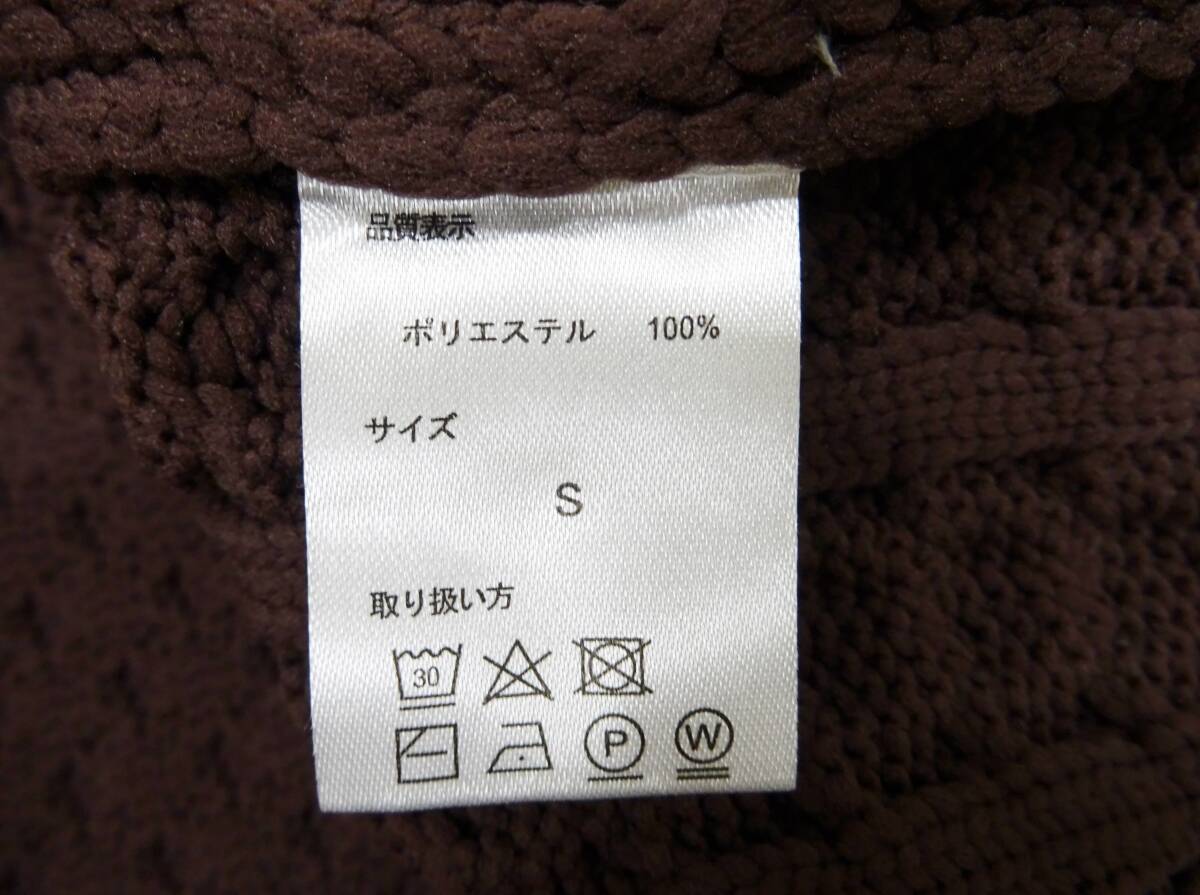 品質表示
ポリエステル 100%
サイズ
S
取り扱い方
30
P W